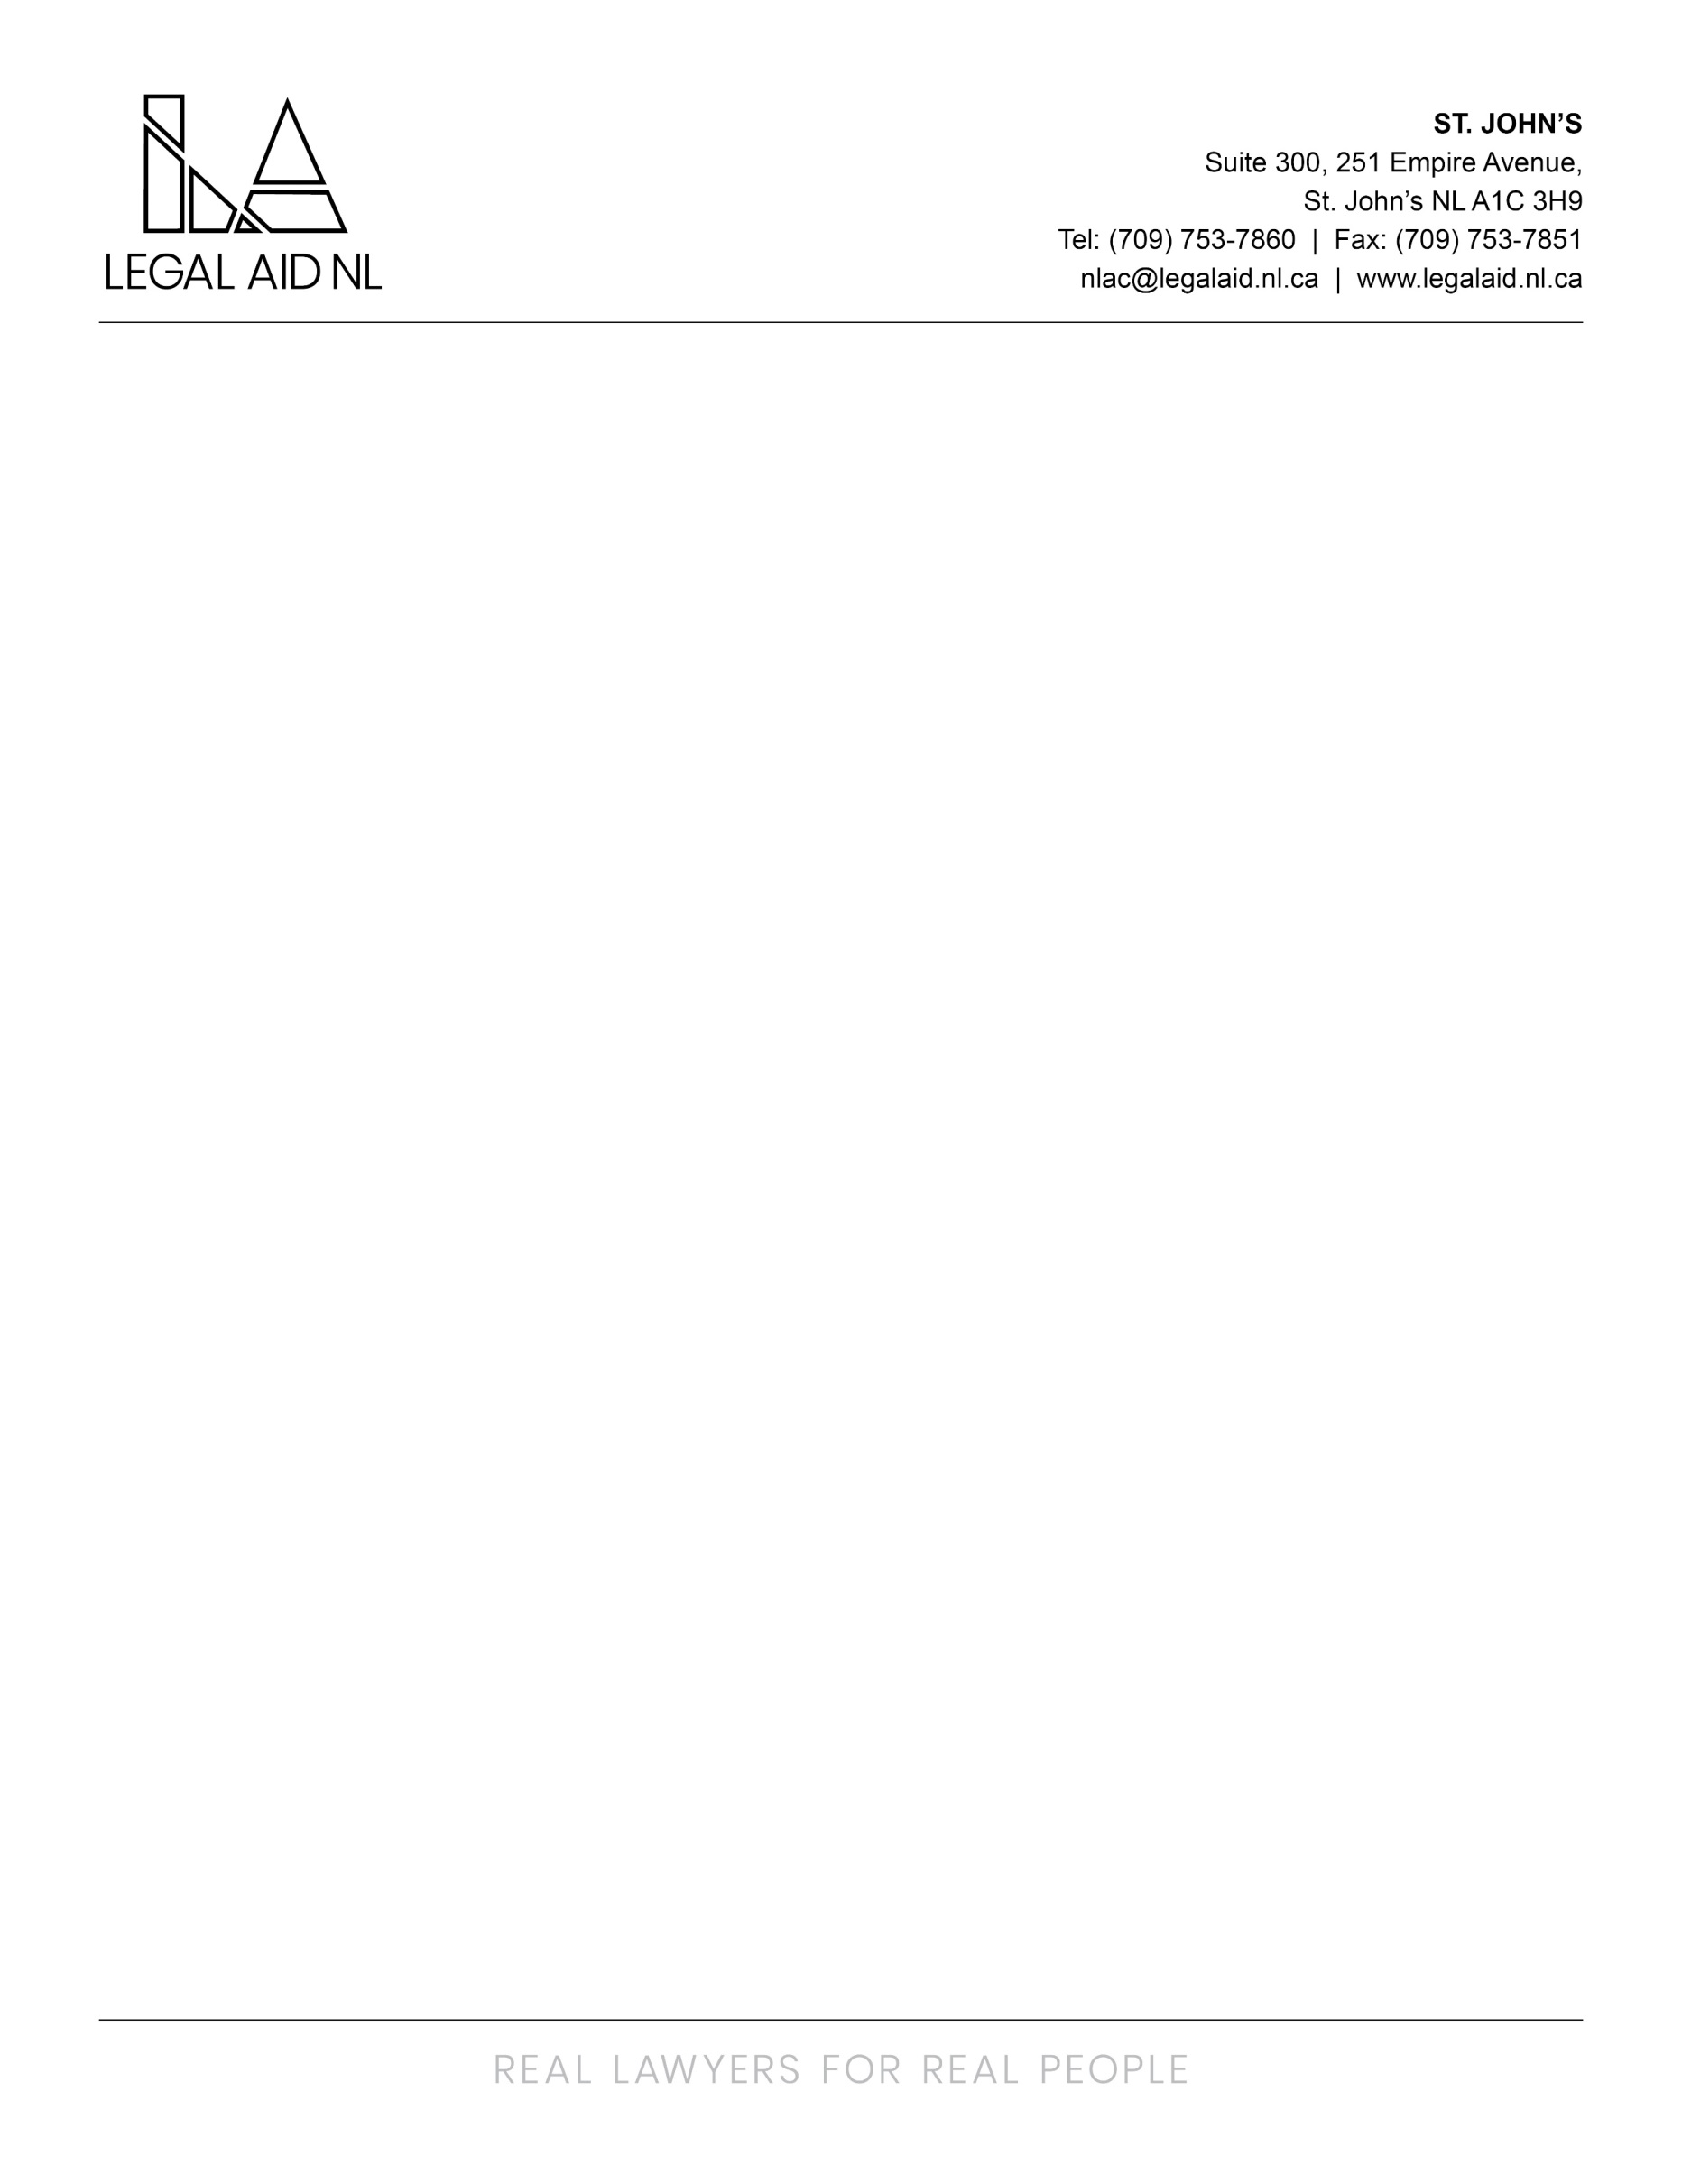 LEGAL AID NL
ST. JOHN’S
Suite 300, 251 Empire Avenue,
St. John’s NL A1C 3H9
Tel: (709) 753-7860 | Fax: (709) 753-7851
nlac@legalaid.nl.ca | www.legalaid.nl.ca
REAL LAWYERS FOR REAL PEOPLE